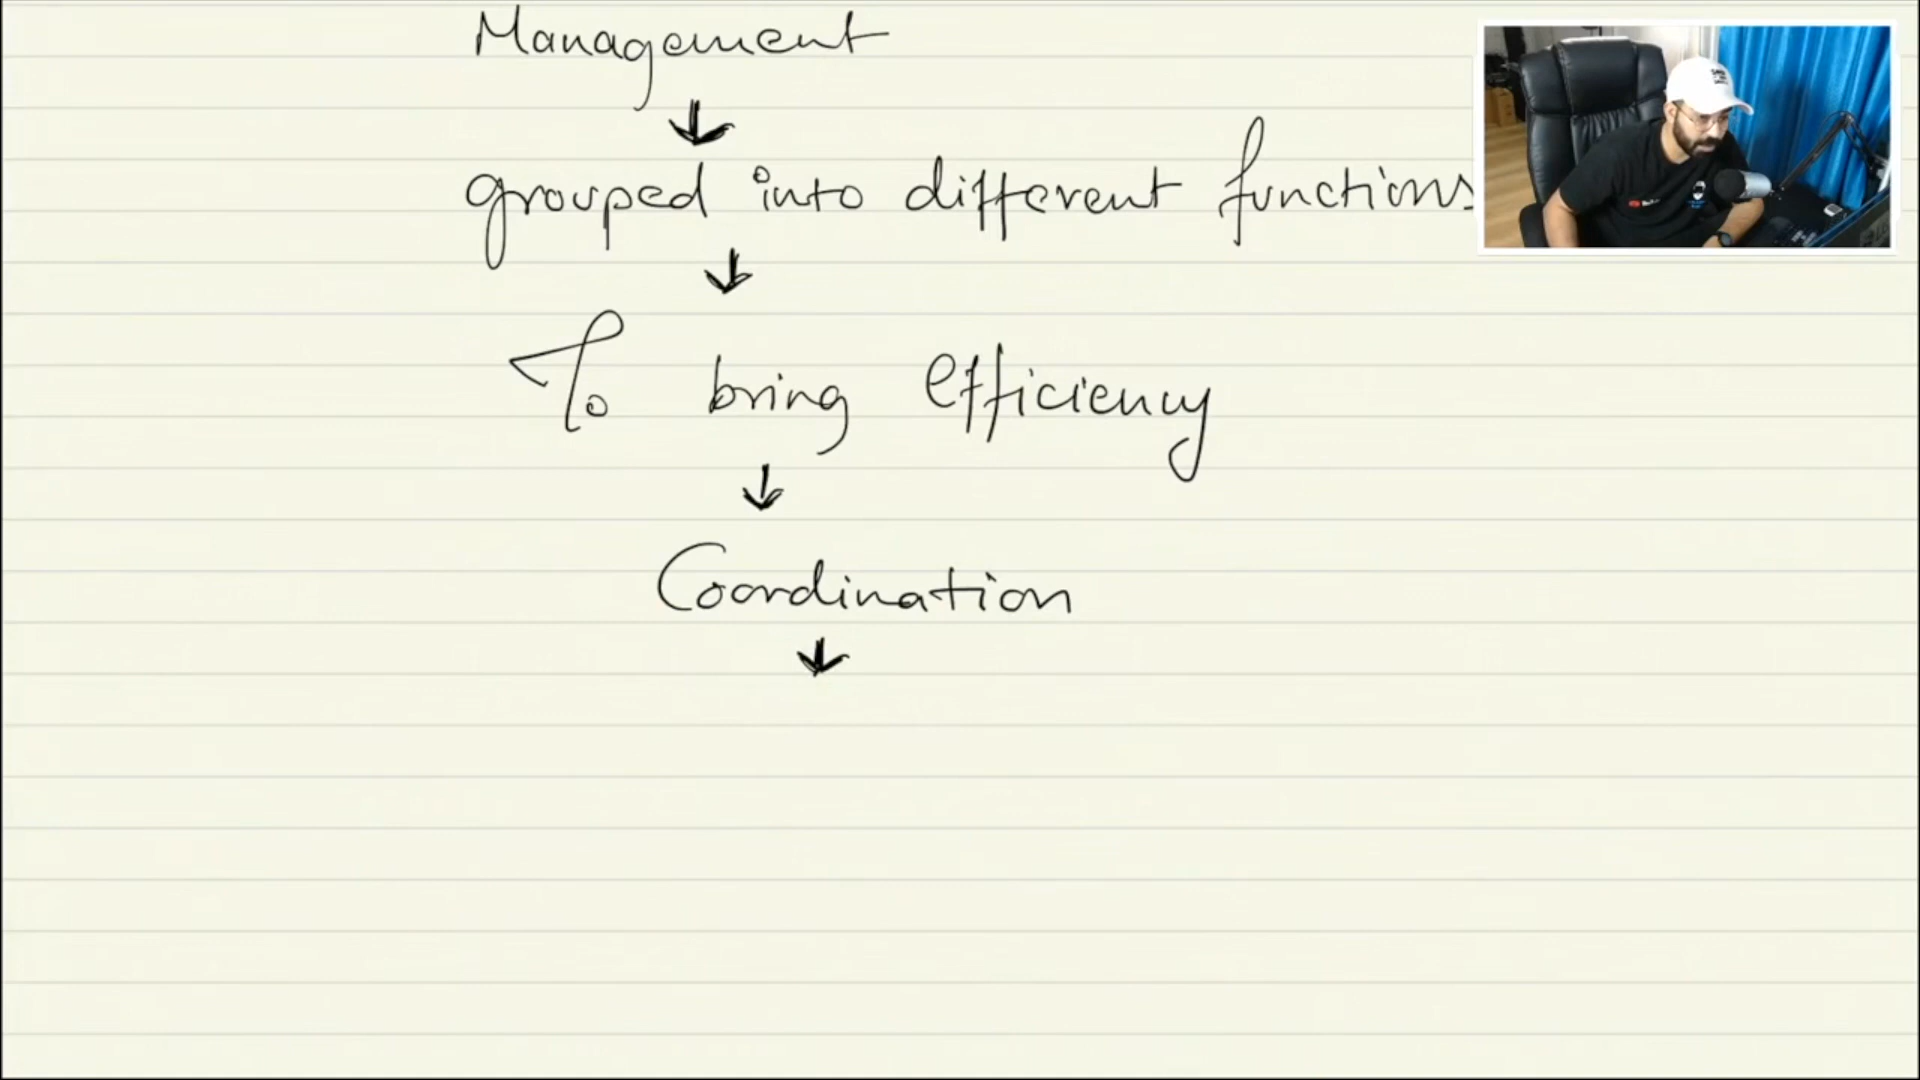 Management
grouped into different functions
To bring efficiency
Coordination